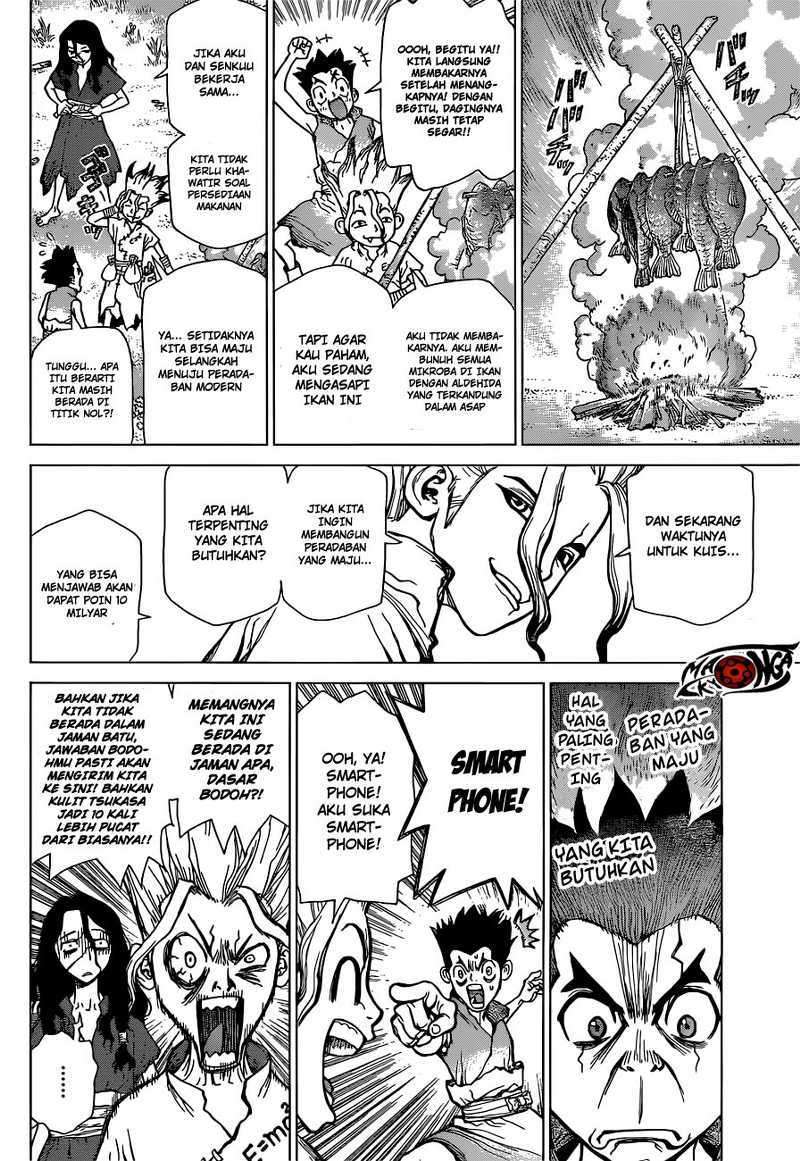 OOOH, BEGITU YA!!
KITA LANGSUNG
MEMBAKARNYA
SETELAH MENANG-
KAPNYA! DENGAN
BEGITU, DAGINGNYA
MASIH TETAP
SEGAR!!
AKU TIDAK MEMBA-
KARNYA. AKU MEM-
BUNUH SEMUA
MIKROBA DI IKAN
DENGAN ALDEHIDA
YANG TERKANDUNG
DALAM ASAP
TAPI AGAR
KAU PAHAM,
AKU SEDANG
MENGASAPI
IKAN INI
JIKA AKU
DAN SENKUU
BEKERJA
SAMA...
KITA TIDAK
PERLU KHA-
WATIR SOAL
PERSEDIAAN
MAKANAN
YA... SETIDAKNYA
KITA BISA MAJU
SELANGKAH
MENUJU PERADA-
BAN MODERN
TUNGGU... APA
ITU BERARTI
KITA MASIH
BERADA DI
TITIK NOL?!
DAN SEKARANG
WAKTUNYA
UNTUK KUIS...
JIKA KITA
INGIN
MEMBANGUN
PERADABAN
YANG MAJU...
APA HAL
TERPENTING
YANG KITA
BUTUHKAN?
YANG BISA
MENJAWAB AKAN
DAPAT POIN 10
MILYAR
MANGA
KYO
PERADA-
BAN YANG
MAJU
HAL
YANG
PALING
PENT-
ING
YANG KITA
BUTUHKAN
SMART
PHONE!
OOH, YA!
SMART-
PHONE!
AKU SUKA
SMART-
PHONE!
MEMANGNYA
KITA INI
SEDANG
BERADA DI
JAMAN APA,
DASAR
BODOH?!
BAHKAN JIKA
KITA TIDAK
BERADA DALAM
JAMAN BATU,
JAWABAN BODO-
HMU PASTI AKAN
MENGIRIM KITA
KE SINI! BAHKAN
KULIT TSUKASA
JADI 10 KALI
LEBIH PUCAT
DARI BIASANYA!!
.......
E=mc²